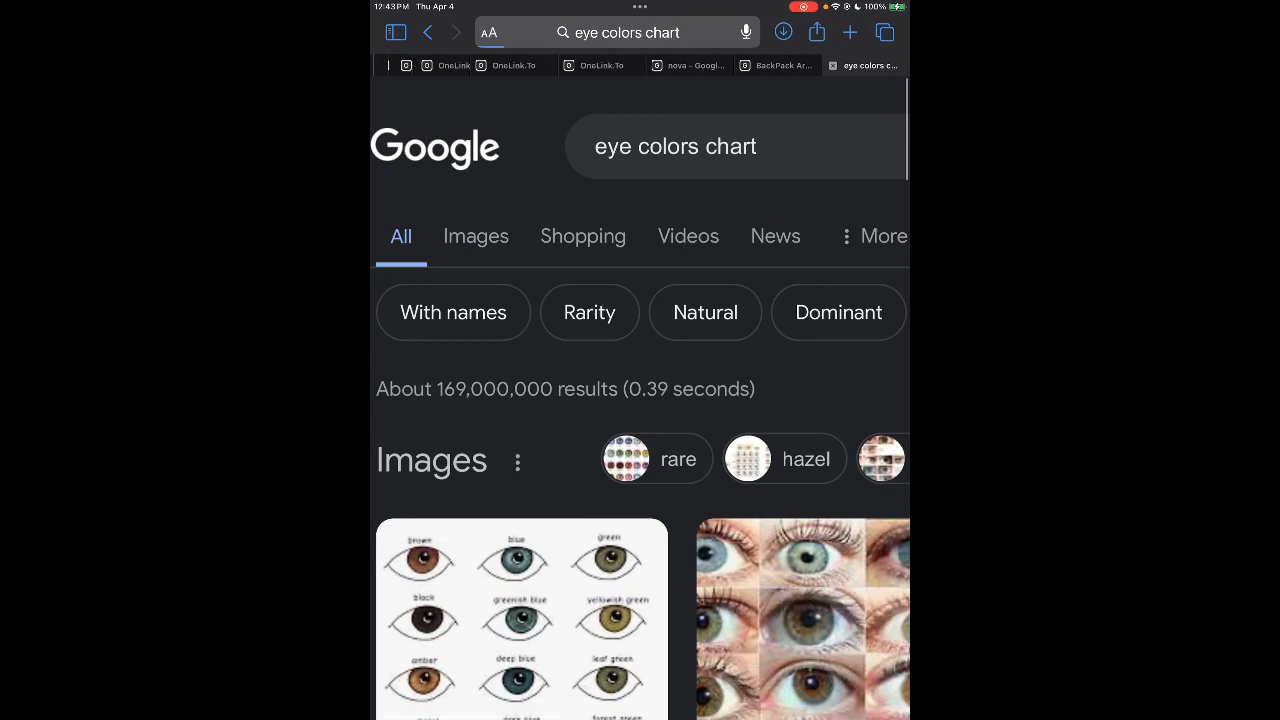 12:43 PM Thu Apr 4
100%
AA eye colors chart
OneLink
OneLink.To
OneLink.To
nova - Googl...
BackPack Ar...
eye colors c...
Google
eye colors chart
All Images Shopping Videos News More
With names Rarity Natural Dominant
About 169,000,000 results (0.39 seconds)
Images
rare
hazel
brown blue green
black greenish blue yellowish green
amber deep blue leaf green
forest green